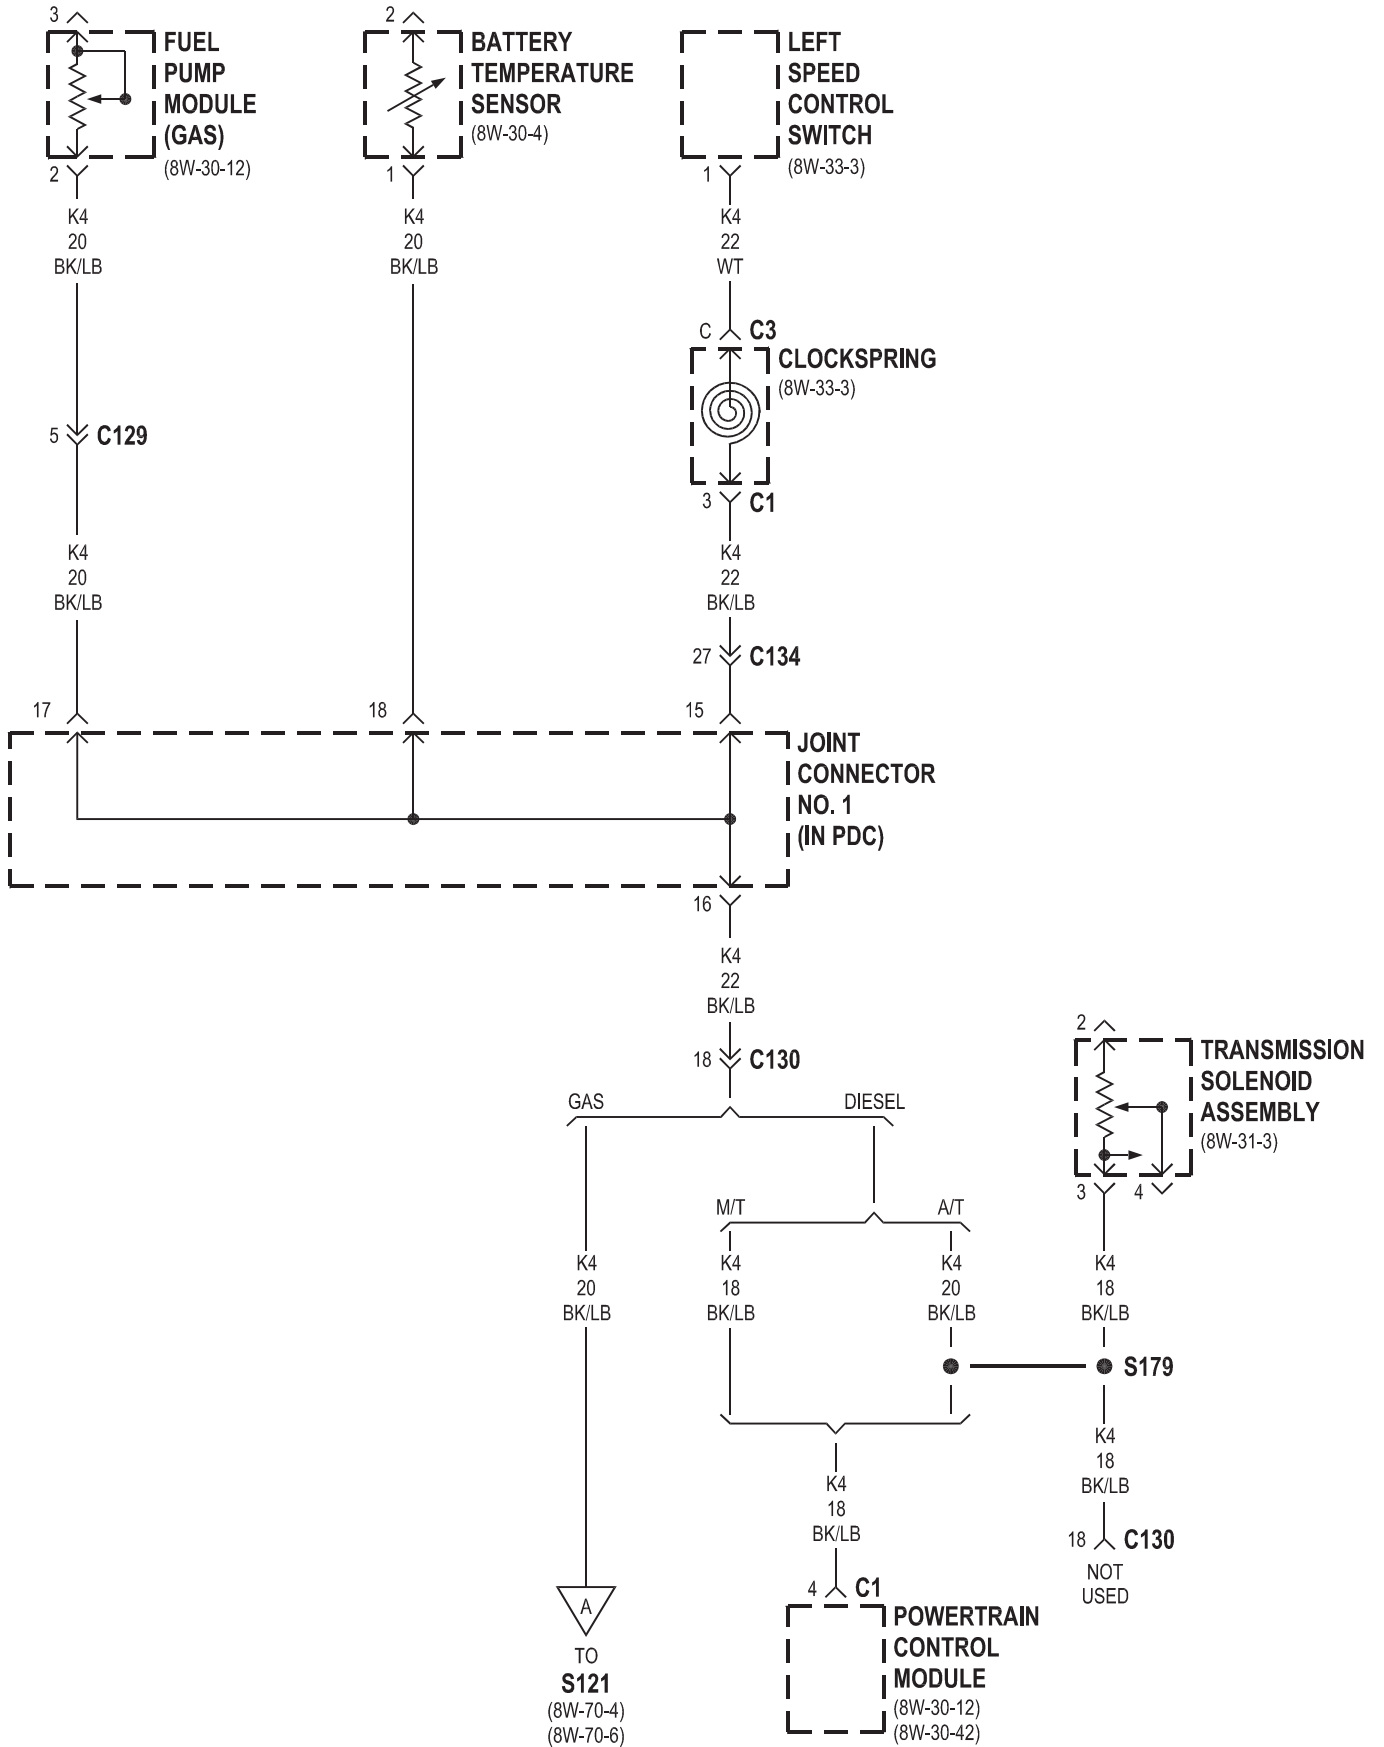 3
FUEL
PUMP
MODULE
(GAS)
(8W-30-12)
2
K4
20
BK/LB
5
C129
K4
20
BK/LB
17
2
BATTERY
TEMPERATURE
SENSOR
(8W-30-4)
1
K4
20
BK/LB
18
LEFT
SPEED
CONTROL
SWITCH
(8W-33-3)
1
K4
22
WT
C
C3
CLOCKSPRING
(8W-33-3)
3
C1
K4
22
BK/LB
27
C134
15
JOINT
CONNECTOR
NO. 1
(IN PDC)
16
K4
22
BK/LB
18
C130
GAS
DIESEL
M/T
A/T
K4
20
BK/LB
K4
18
BK/LB
K4
20
BK/LB
2
TRANSMISSION
SOLENOID
ASSEMBLY
(8W-31-3)
3
4
K4
18
BK/LB
S179
K4
18
BK/LB
18
C130
NOT
USED
K4
18
BK/LB
4
C1
POWERTRAIN
CONTROL
MODULE
(8W-30-12)
(8W-30-42)
A
TO
S121
(8W-70-4)
(8W-70-6)